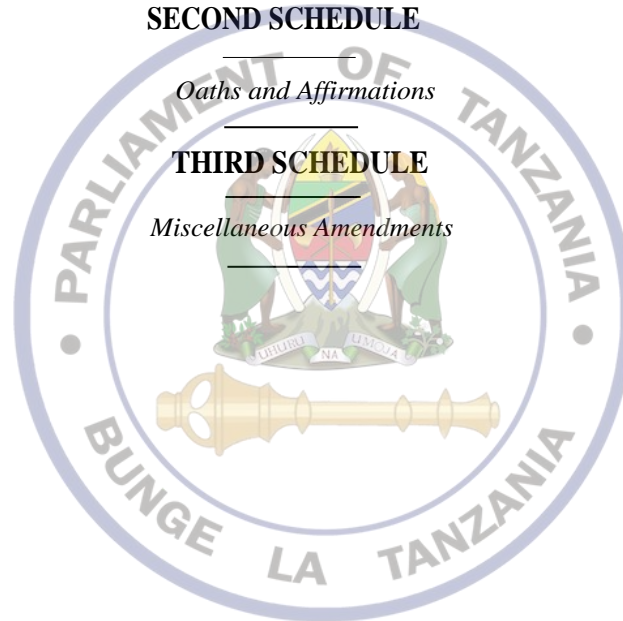 SECOND SCHEDULE
PARLIAMENT OF TANZANIA
Oaths and Affirmations
THIRD SCHEDULE
Miscellaneous Amendments
UHURU NA UMOJA
BUNGE LA TANZANIA